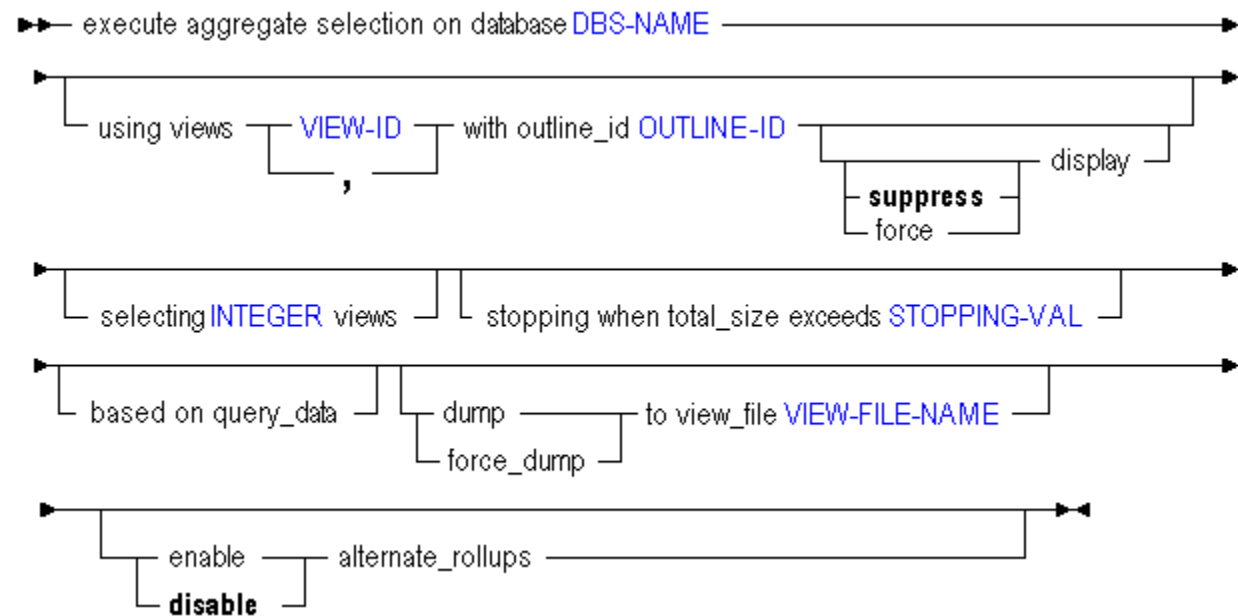 execute aggregate selection on database DBS-NAME
using views VIEW-ID with outline_id OUTLINE-ID display
,
suppress
force
selecting INTEGER views stopping when total_size exceeds STOPPING-VAL
based on query_data dump to view_file VIEW-FILE-NAME
force_dump
enable alternate_rollups
disable